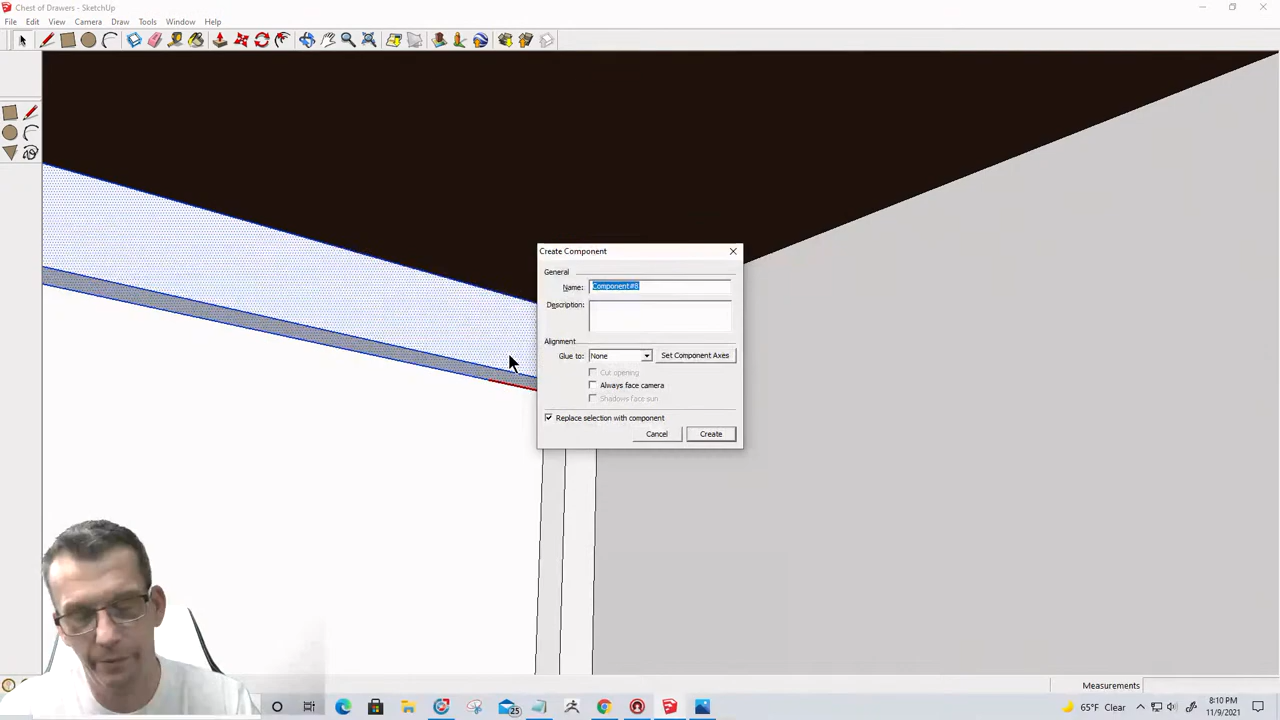 Chest of Drawers - SketchUp
File Edit View Camera Draw Tools Window Help
Create Component
General
Name: Component#8
Description:
Alignment
Glue to: None Set Component Axes
Cut opening
Always face camera
Shadows face sun
Replace selection with component
Cancel Create
Measurements
25
65°F Clear
8:10 PM
11/9/2021